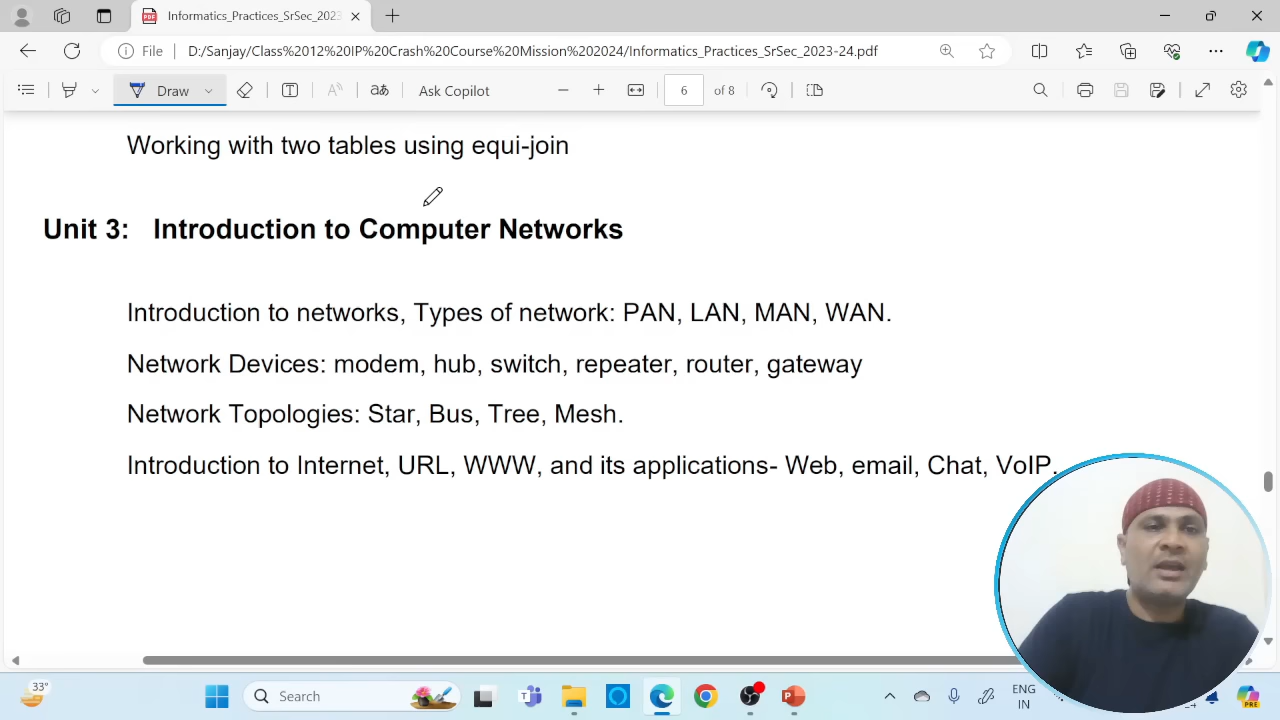 Informatics_Practices_SrSec_2023
File
D:/Sanjay/Class%2012%20IP%20Crash%20Course%20Mission%202024/Informatics_Practices_SrSec_2023-24.pdf
Draw
Ask Copilot
6 of 8
Working with two tables using equi-join
Unit 3: Introduction to Computer Networks
Introduction to networks, Types of network: PAN, LAN, MAN, WAN.
Network Devices: modem, hub, switch, repeater, router, gateway
Network Topologies: Star, Bus, Tree, Mesh.
Introduction to Internet, URL, WWW, and its applications- Web, email, Chat, VoIP.
33°
Search
ENG
IN
PRE